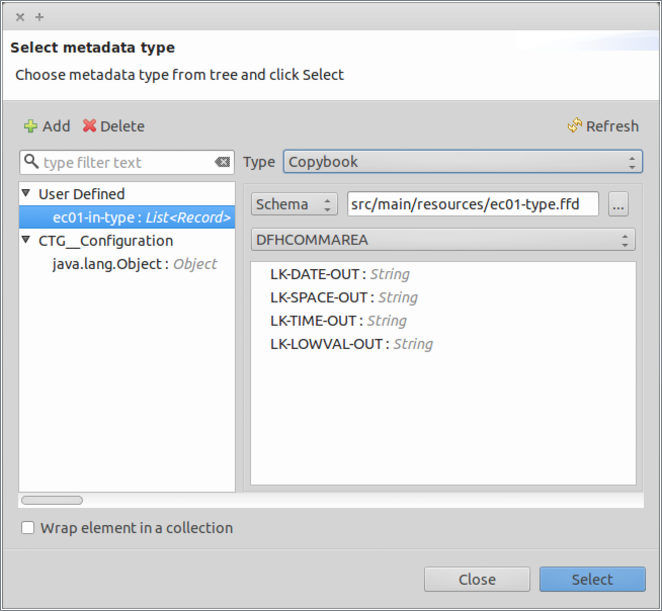 Select metadata type
Choose metadata type from tree and click Select
Add Delete Refresh
type filter text Type Copybook
User Defined
ec01-in-type : List<Record>
CTG__Configuration
java.lang.Object : Object
Schema src/main/resources/ec01-type.ffd ...
DFHCOMMAREA
LK-DATE-OUT : String
LK-SPACE-OUT : String
LK-TIME-OUT : String
LK-LOWVAL-OUT : String
Wrap element in a collection
Close Select